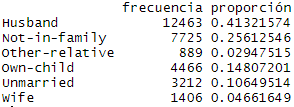 frecuencia proporción
Husband 12463 0.41321574
Not-in-family 7725 0.25612546
Other-relative 889 0.02947515
Own-child 4466 0.14807201
Unmarried 3212 0.10649514
Wife 1406 0.04661649